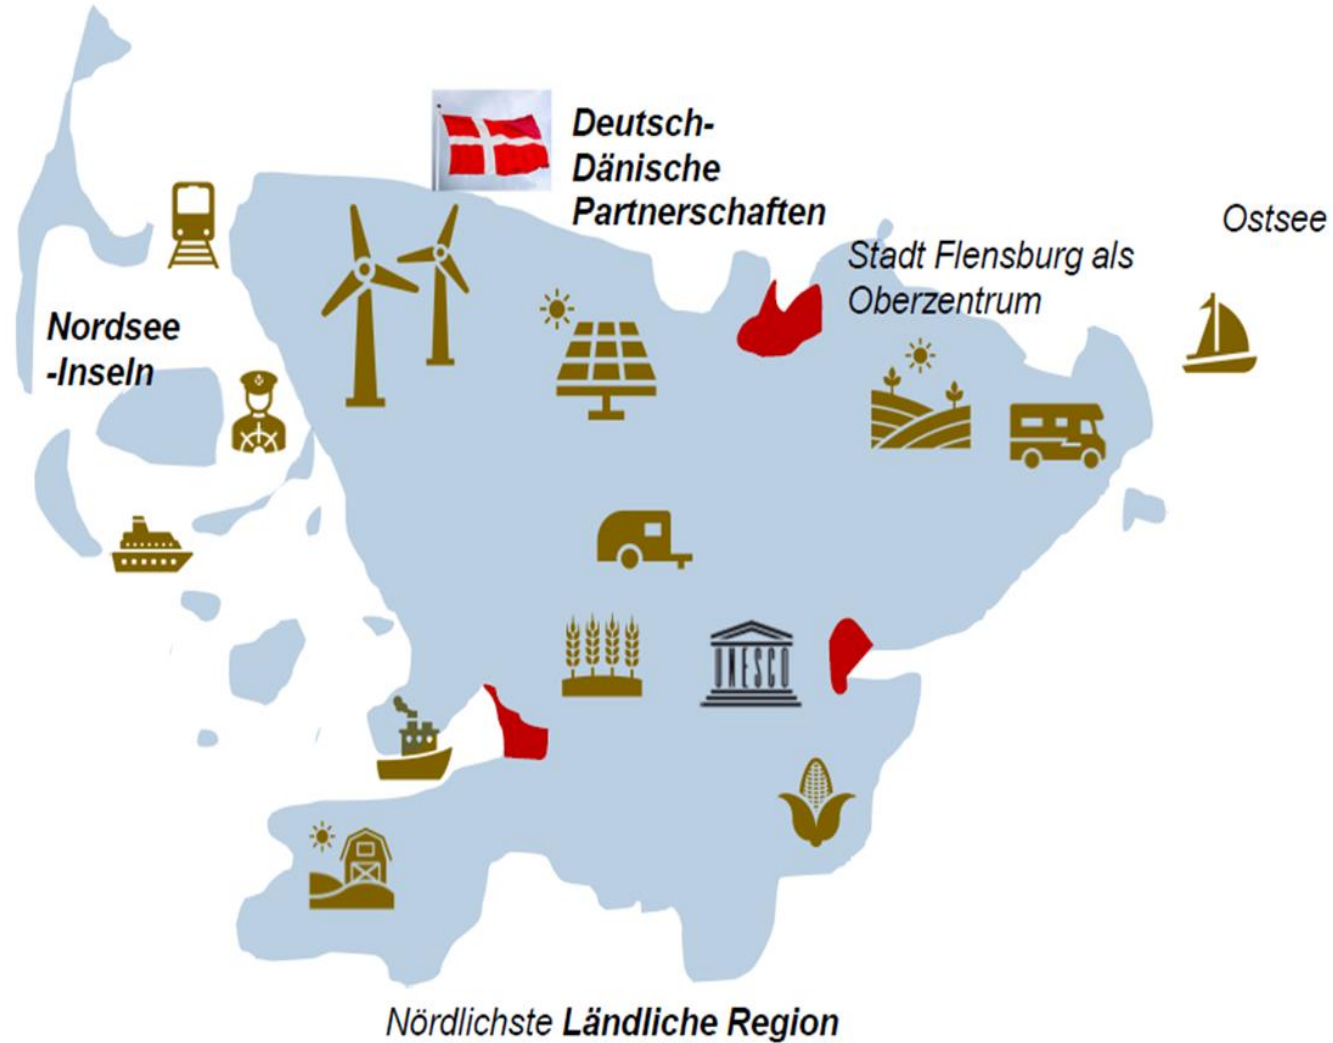 Deutsch-
Dänische
Partnerschaften
Ostsee
Stadt Flensburg als
Oberzentrum
Nordsee
-Inseln
UNESCO
Nördlichste Ländliche Region